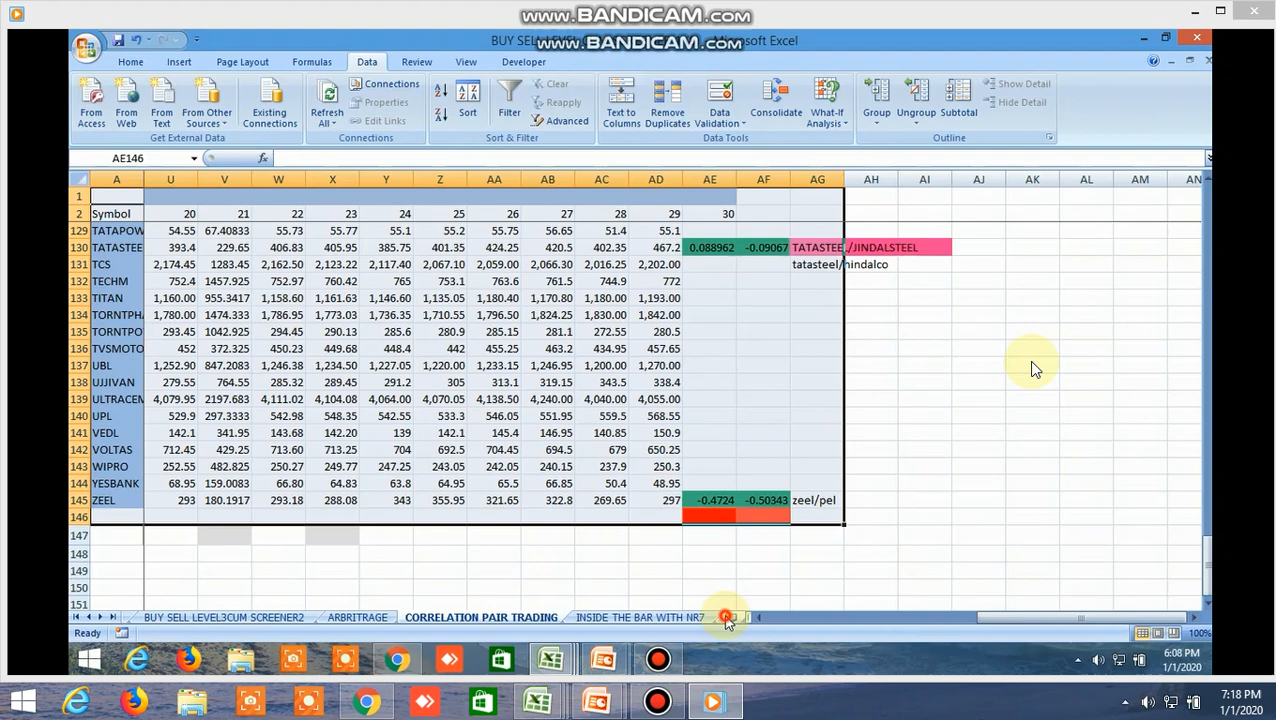 www.BANDICAM.com
www.BANDICAM.com
Microsoft Excel
Home Insert Page Layout Formulas Data Review View Developer
From Access
From Web
From Text
From Other Sources
Existing Connections
Get External Data
Refresh All
Connections
Properties
Edit Links
Connections
Sort
Filter
Clear
Reapply
Advanced
Sort & Filter
Text to Columns
Remove Duplicates
Data Validation
Consolidate
What-If Analysis
Data Tools
Group
Ungroup
Subtotal
Show Detail
Hide Detail
Outline
AE146
A U V W X Y Z AA AB AC AD AE AF AG AH AI AJ AK AL AM AN
1
2 Symbol 20 21 22 23 24 25 26 27 28 29 30
129 TATAPOW 54.55 67.40833 55.73 55.77 55.1 55.2 55.75 56.65 51.4 55.1
130 TATASTEE 393.4 229.65 406.83 405.95 385.75 401.35 424.25 420.5 402.35 467.2 0.088962 -0.09067 TATASTEEL/JINDALSTEEL
131 TCS 2,174.45 1283.45 2,162.50 2,123.22 2,117.40 2,067.10 2,059.00 2,066.30 2,016.25 2,202.00 tatasteel/hindalco
132 TECHM 752.4 1457.925 752.97 760.42 765 753.1 763.6 761.5 744.9 772
133 TITAN 1,160.00 955.3417 1,158.60 1,161.63 1,146.60 1,135.05 1,180.40 1,170.80 1,180.00 1,193.00
134 TORNTPHA 1,780.00 1474.333 1,786.95 1,773.03 1,736.35 1,710.55 1,796.50 1,824.25 1,830.00 1,842.00
135 TORNTPO 293.45 1042.925 294.45 290.13 285.6 280.9 285.15 281.1 272.55 280.5
136 TVSMOTO 452 372.325 450.23 449.68 448.4 442 455.25 463.2 434.95 457.65
137 UBL 1,252.90 847.2083 1,246.38 1,234.50 1,227.05 1,220.00 1,233.15 1,246.95 1,200.00 1,270.00
138 UJJIVAN 279.55 764.55 285.32 289.45 291.2 305 313.1 319.15 343.5 338.4
139 ULTRACEM 4,079.95 2197.683 4,111.02 4,104.08 4,064.00 4,070.05 4,138.50 4,240.00 4,040.00 4,055.00
140 UPL 529.9 297.3333 542.98 548.35 542.55 533.3 546.05 551.95 559.5 568.55
141 VEDL 142.1 341.95 143.68 142.20 139 142.1 145.4 146.95 140.85 150.9
142 VOLTAS 712.45 429.25 713.60 713.25 704 692.5 704.45 694.5 679 650.25
143 WIPRO 252.55 482.825 250.27 249.77 247.25 243.05 242.05 240.15 237.9 250.3
144 YESBANK 68.95 159.0083 66.80 64.83 63.8 64.95 65.5 66.85 50.4 48.95
145 ZEEL 293 180.1917 293.18 288.08 343 355.95 321.65 322.8 269.65 297 -0.4724 -0.50343 zeel/pel
146
147
148
149
150
151
BUY SELL LEVEL3CUM SCREENER2 ARBRITRAGE CORRELATION PAIR TRADING INSIDE THE BAR WITH NR7
Ready
100%
6:08 PM
1/1/2020
7:18 PM
1/1/2020